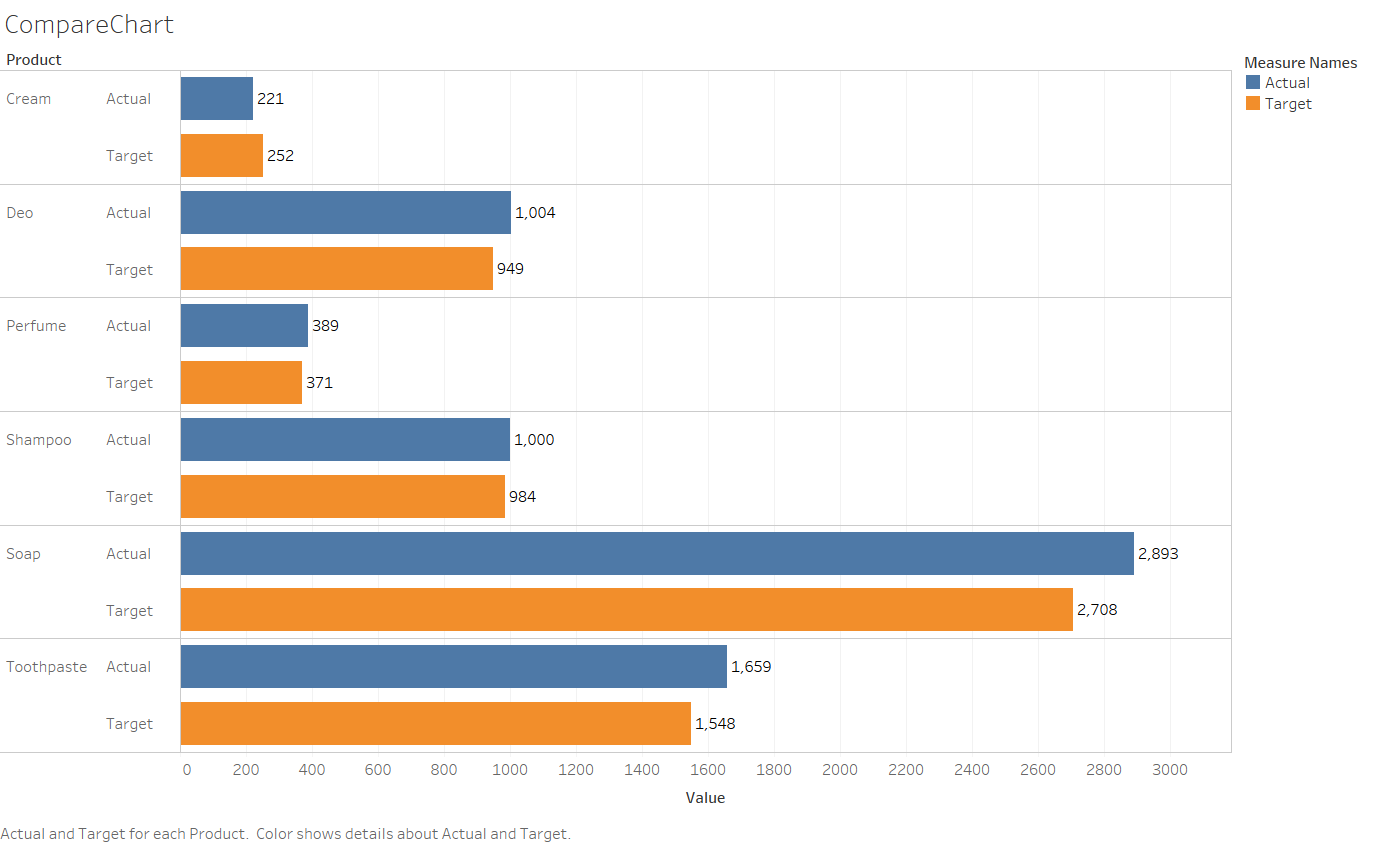 CompareChart
Product
Measure Names
Actual
Target
Cream Actual 221
Target 252
Deo Actual 1,004
Target 949
Perfume Actual 389
Target 371
Shampoo Actual 1,000
Target 984
Soap Actual 2,893
Target 2,708
Toothpaste Actual 1,659
Target 1,548
0 200 400 600 800 1000 1200 1400 1600 1800 2000 2200 2400 2600 2800 3000
Value
Actual and Target for each Product.  Color shows details about Actual and Target.